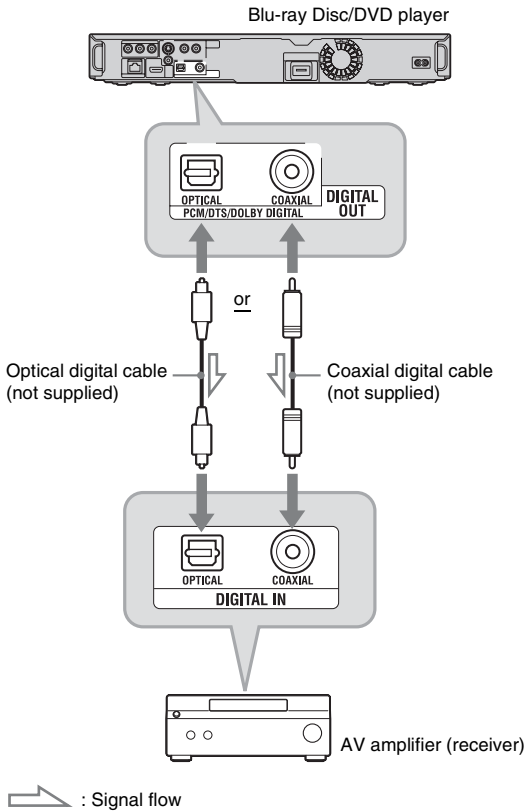 Blu-ray Disc/DVD player
OPTICAL
COAXIAL
PCM/DTS/DOLBY DIGITAL
DIGITAL
OUT
or
Optical digital cable
(not supplied)
Coaxial digital cable
(not supplied)
OPTICAL
COAXIAL
DIGITAL IN
AV amplifier (receiver)
: Signal flow